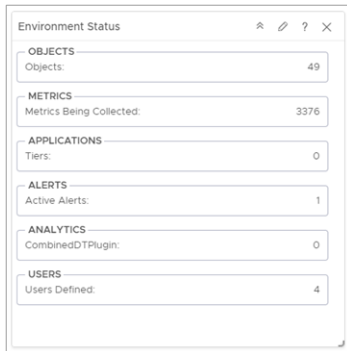 Environment Status ?
OBJECTS
Objects: 49
METRICS
Metrics Being Collected: 3376
APPLICATIONS
Tiers: 0
ALERTS
Active Alerts: 1
ANALYTICS
CombinedDTPlugin: 0
USERS
Users Defined: 4